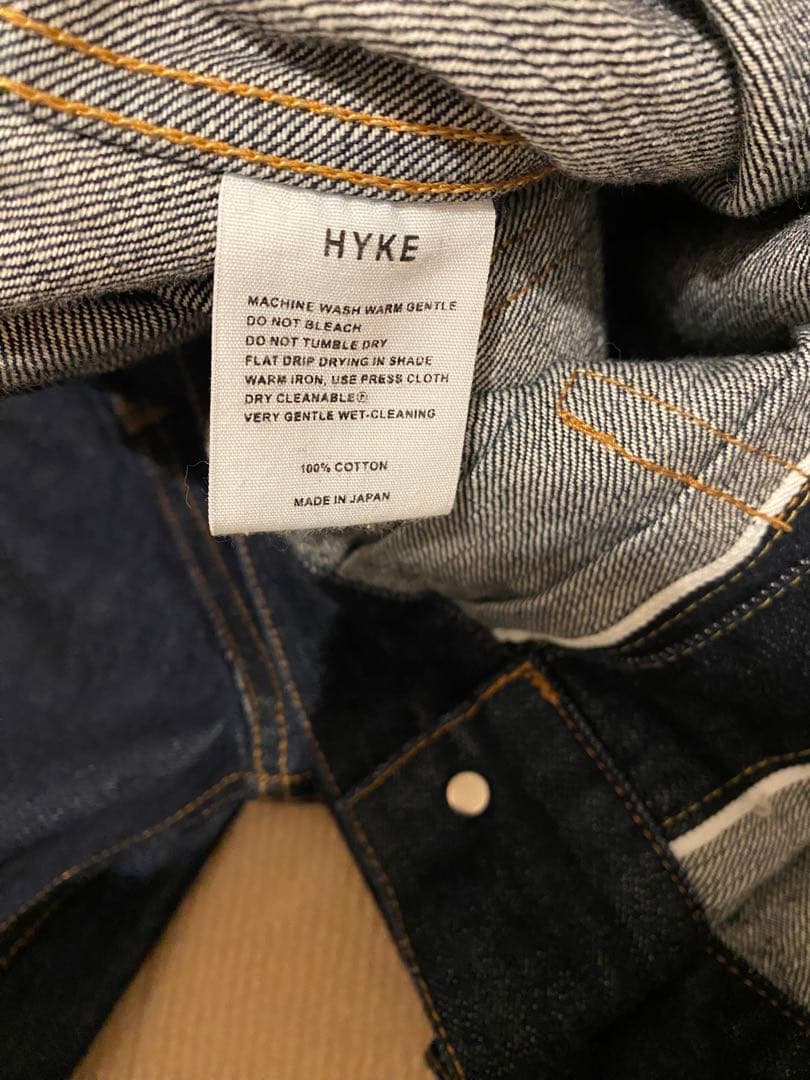 HYKE
MACHINE WASH WARM GENTLE
DO NOT BLEACH
DO NOT TUMBLE DRY
FLAT DRIP DRYING IN SHADE
WARM IRON, USE PRESS CLOTH
DRY CLEANABLE Ⓟ
VERY GENTLE WET-CLEANING
100% COTTON
MADE IN JAPAN